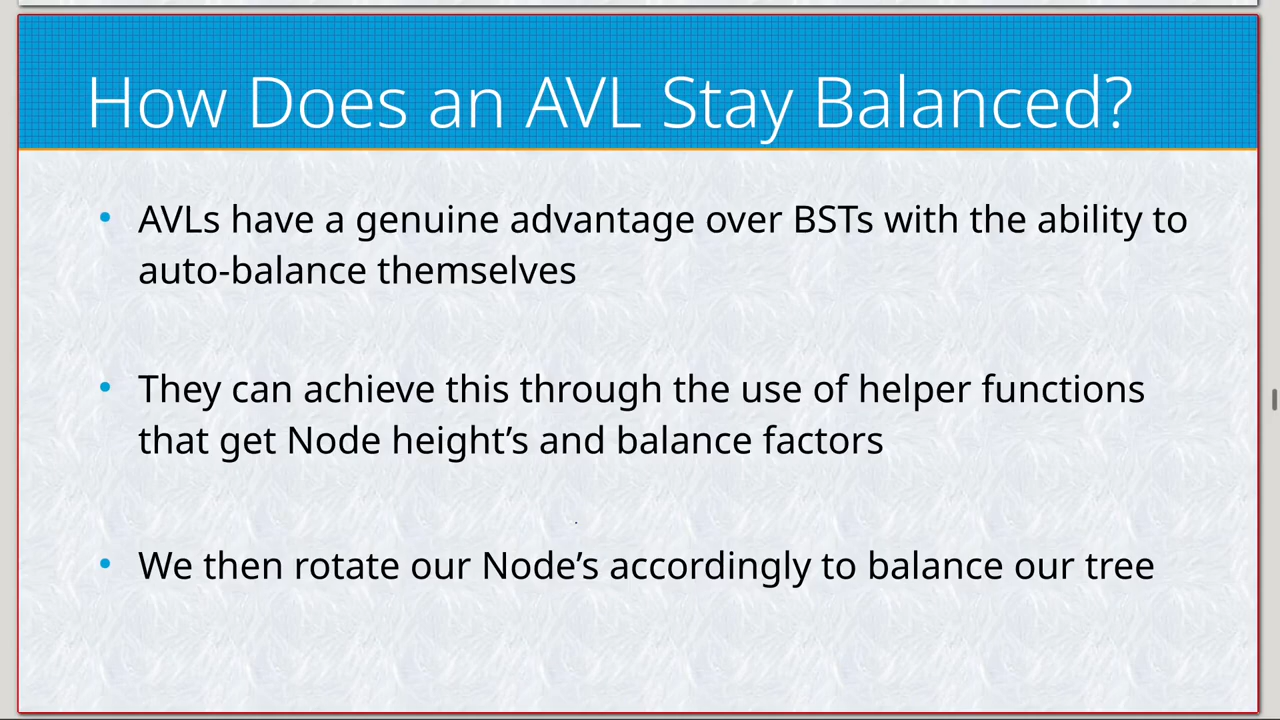 How Does an AVL Stay Balanced?
• AVLs have a genuine advantage over BSTs with the ability to
auto-balance themselves
• They can achieve this through the use of helper functions
that get Node height’s and balance factors
• We then rotate our Node’s accordingly to balance our tree